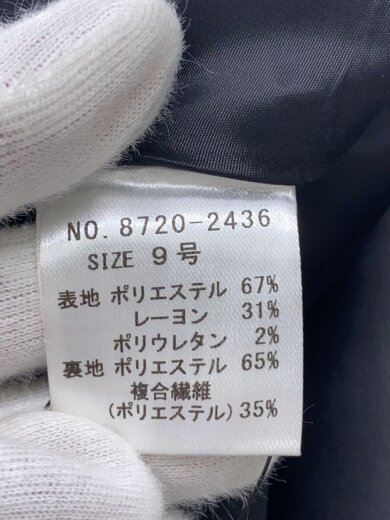 NO. 8720-2436
SIZE 9号
表地 ポリエステル 67%
レーヨン 31%
ポリウレタン 2%
裏地 ポリエステル 65%
複合繊維
(ポリエステル) 35%